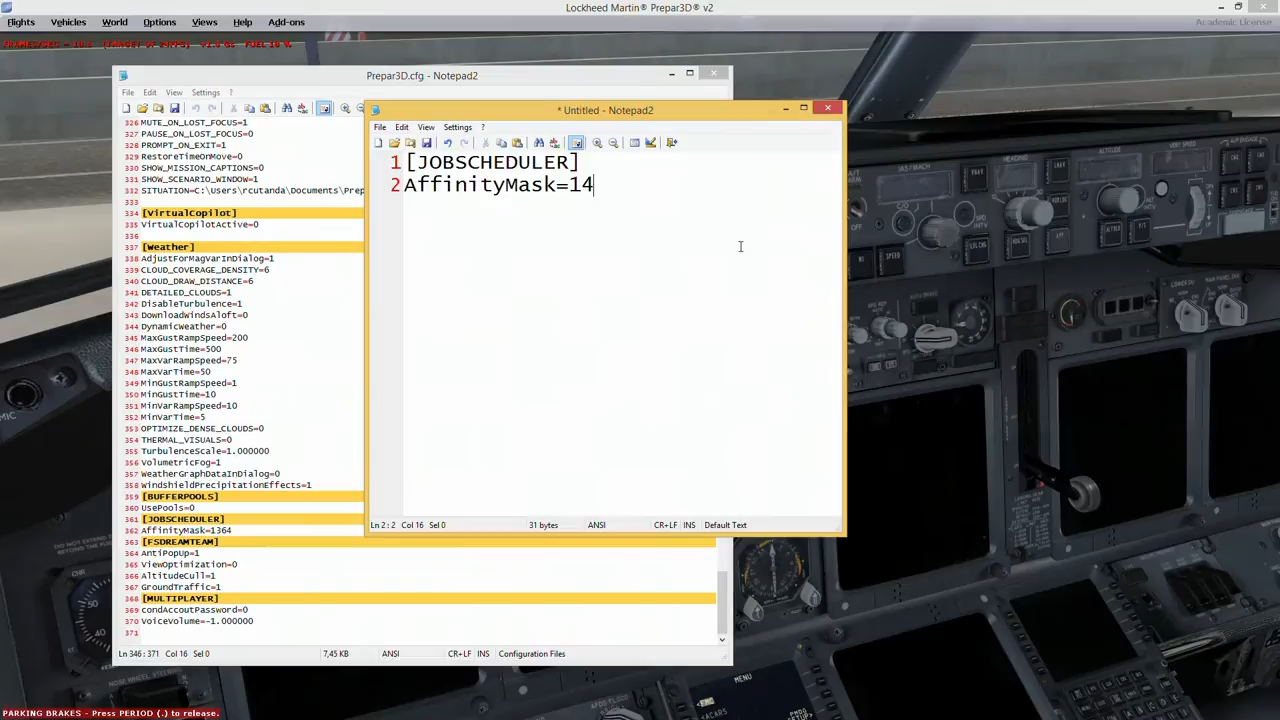 Lockheed Martin® Prepar3D® v2
Flights Vehicles World Options Views Help Add-ons
Academic License
Prepar3D.cfg - Notepad2
File Edit View Settings ?
326 MUTE_ON_LOST_FOCUS=1
327 PAUSE_ON_LOST_FOCUS=0
328 PROMPT_ON_EXIT=1
329 RestoreTimeOnMove=0
330 SHOW_MISSION_CAPTIONS=0
331 SHOW_SCENARIO_WINDOW=1
332 SITUATION=C:\Users\rcutanda\Documents\Prep
333
334 [VirtualCopilot]
335 VirtualCopilotActive=0
336
337 [Weather]
338 AdjustForMagVarInDialog=1
339 CLOUD_COVERAGE_DENSITY=6
340 CLOUD_DRAW_DISTANCE=6
341 DETAILED_CLOUDS=1
342 DisableTurbulence=1
343 DownloadWindsAloft=0
344 DynamicWeather=0
345 MaxGustRampSpeed=200
346 MaxGustTime=500
347 MaxVarRampSpeed=75
348 MaxVarTime=50
349 MinGustRampSpeed=1
350 MinGustTime=10
351 MinVarRampSpeed=10
352 MinVarTime=5
353 OPTIMIZE_DENSE_CLOUDS=0
354 THERMAL_VISUALS=0
355 TurbulenceScale=1.000000
356 VolumetricFog=1
357 WeatherGraphDataInDialog=0
358 WindshieldPrecipitationEffects=1
359 [BUFFERPOOLS]
360 UsePools=0
361 [JOBSCHEDULER]
362 AffinityMask=1364
363 [FSDREAMTEAM]
364 AntiPopUp=1
365 ViewOptimization=0
366 AltitudeCull=1
367 GroundTraffic=1
368 [MULTIPLAYER]
369 condAccoutPassword=0
370 VoiceVolume=-1.000000
371
Ln 346 : 371 Col 16 Sel 0 7,45 KB ANSI CR+LF INS Configuration Files
* Untitled - Notepad2
File Edit View Settings ?
1 [JOBSCHEDULER]
2 AffinityMask=14
Ln 2 : 2 Col 16 Sel 0 31 bytes ANSI CR+LF INS Default Text
HEADING
ALTITUDE
SPEED
MIC
CHR
50
40
MENU
PARKING BRAKES - Press PERIOD (.) to release.